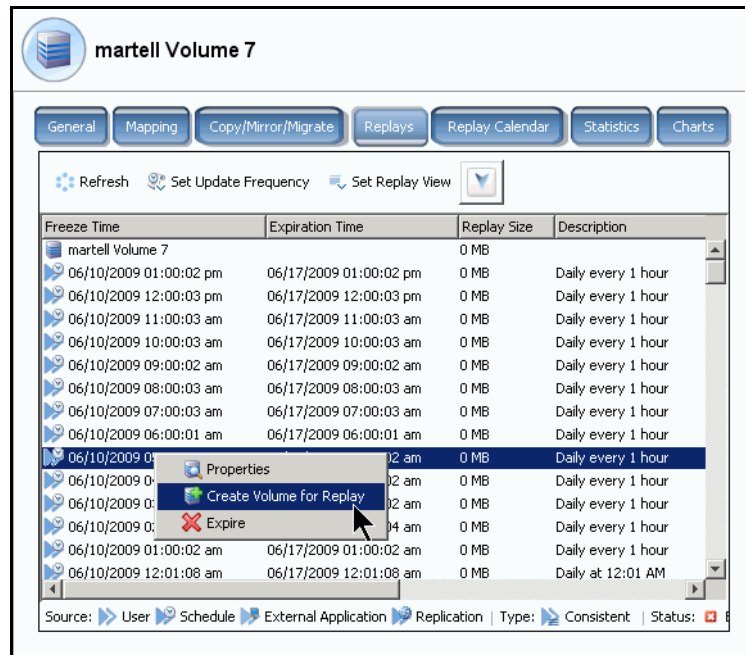 martell Volume 7
General Mapping Copy/Mirror/Migrate Replays Replay Calendar Statistics Charts
Refresh Set Update Frequency Set Replay View
Freeze Time Expiration Time Replay Size Description
martell Volume 7 0 MB
06/10/2009 01:00:02 pm 06/17/2009 01:00:02 pm 0 MB Daily every 1 hour
06/10/2009 12:00:03 pm 06/17/2009 12:00:03 pm 0 MB Daily every 1 hour
06/10/2009 11:00:03 am 06/17/2009 11:00:03 am 0 MB Daily every 1 hour
06/10/2009 10:00:03 am 06/17/2009 10:00:03 am 0 MB Daily every 1 hour
06/10/2009 09:00:02 am 06/17/2009 09:00:02 am 0 MB Daily every 1 hour
06/10/2009 08:00:03 am 06/17/2009 08:00:03 am 0 MB Daily every 1 hour
06/10/2009 07:00:03 am 06/17/2009 07:00:03 am 0 MB Daily every 1 hour
06/10/2009 06:00:01 am 06/17/2009 06:00:01 am 0 MB Daily every 1 hour
06/10/2009 am 0 MB Daily every 1 hour
Properties
06/10/2009 am 0 MB Daily every 1 hour
Create Volume for Replay
06/10/2009 am 0 MB Daily every 1 hour
Expire
06/10/2009 am 0 MB Daily every 1 hour
06/10/2009 01:00:02 am 06/17/2009 01:00:02 am 0 MB Daily every 1 hour
06/10/2009 12:01:08 am 06/17/2009 12:01:08 am 0 MB Daily at 12:01 AM
Source: User Schedule External Application Replication | Type: Consistent | Status: